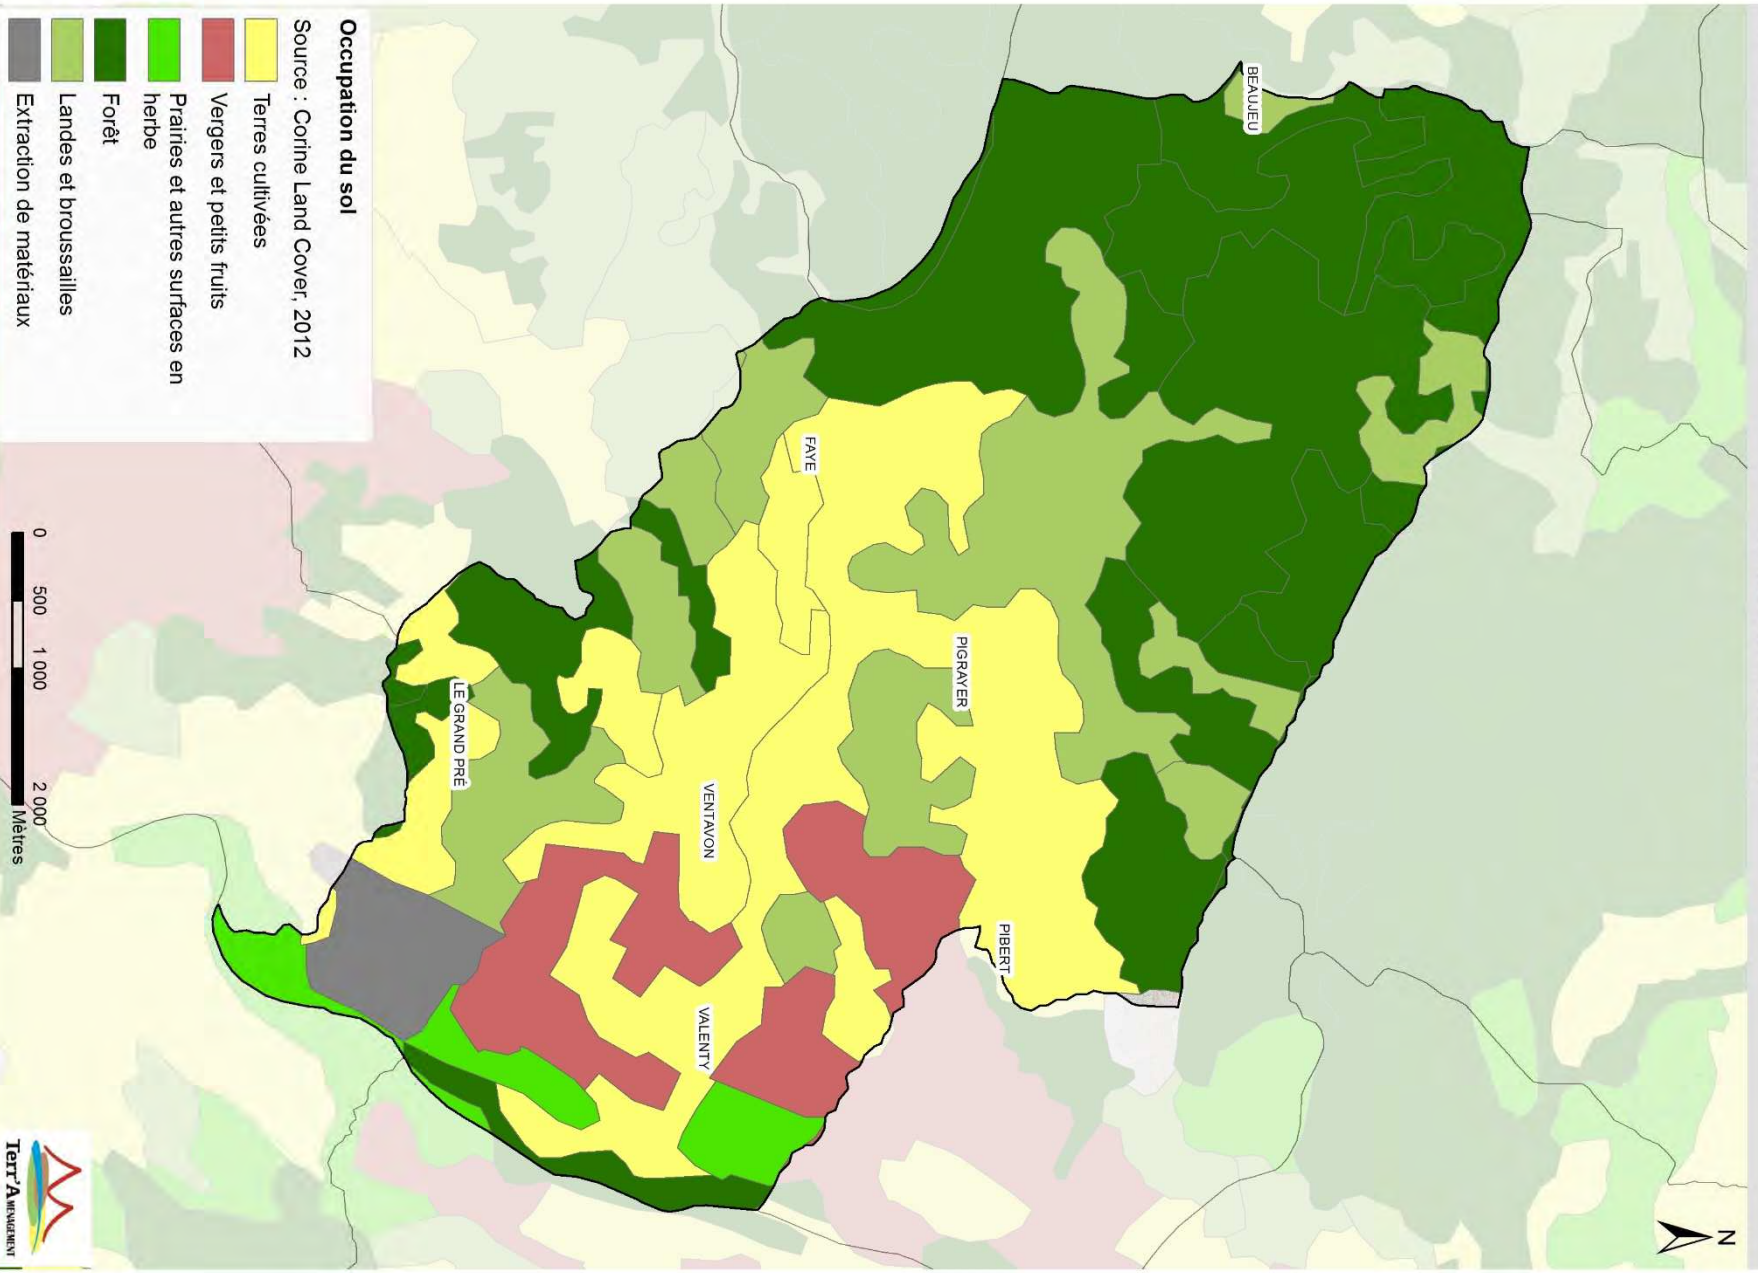 N
BEAUJEU
FAYE
PIGRAYER
PIBERT
VENTAVON
VALENTY
LE GRAND PRÉ
Occupation du sol
Source : Corine Land Cover, 2012
Terres cultivées
Vergers et petits fruits
Prairies et autres surfaces en
herbe
Forêt
Landes et broussailles
Extraction de matériaux
0 500 1 000 2 000
Mètres
Terr'Aménagement